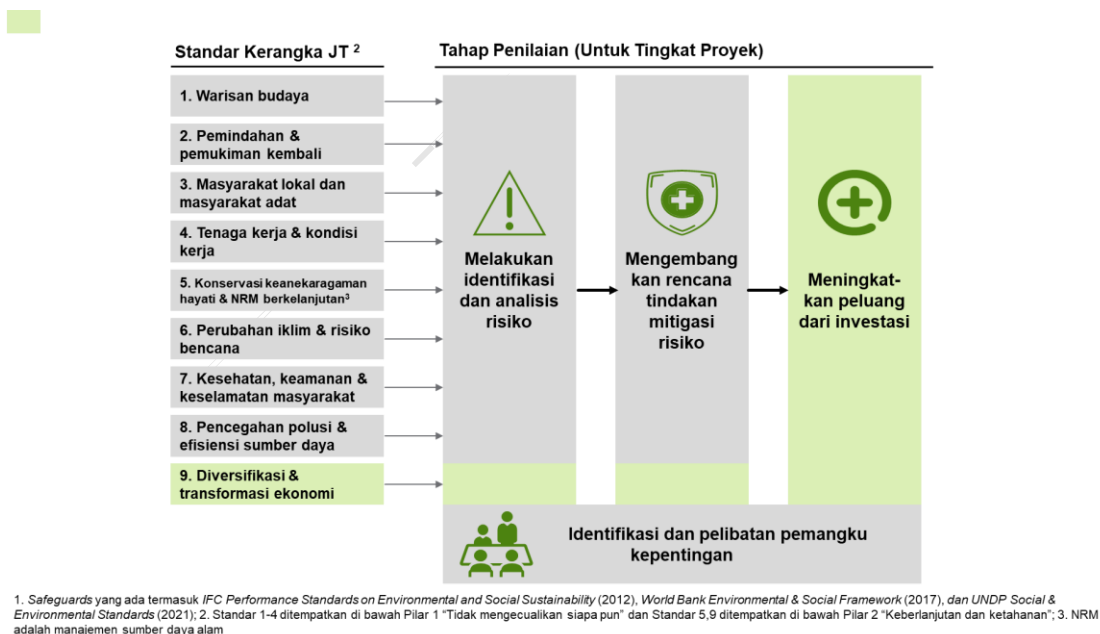 Standar Kerangka JT 2
Tahap Penilaian (Untuk Tingkat Proyek)
1. Warisan budaya
2. Pemindahan &
pemukiman kembali
3. Masyarakat lokal dan
masyarakat adat
4. Tenaga kerja & kondisi
kerja
5. Konservasi keanekaragaman
hayati & NRM berkelanjutan3
6. Perubahan iklim & risiko
bencana
7. Kesehatan, keamanan &
keselamatan masyarakat
8. Pencegahan polusi &
efisiensi sumber daya
9. Diversifikasi &
transformasi ekonomi
Melakukan
identifikasi
dan analisis
risiko
Mengembang
kan rencana
tindakan
mitigasi
risiko
Meningkat-
kan peluang
dari investasi
Identifikasi dan pelibatan pemangku
kepentingan
1. Safeguards yang ada termasuk IFC Performance Standards on Environmental and Social Sustainability (2012), World Bank Environmental & Social Framework (2017), dan UNDP Social &
Environmental Standards (2021); 2. Standar 1-4 ditempatkan di bawah Pilar 1 “Tidak mengecualikan siapa pun” dan Standar 5,9 ditempatkan di bawah Pilar 2 “Keberlanjutan dan ketahanan”; 3. NRM
adalah manajemen sumber daya alam